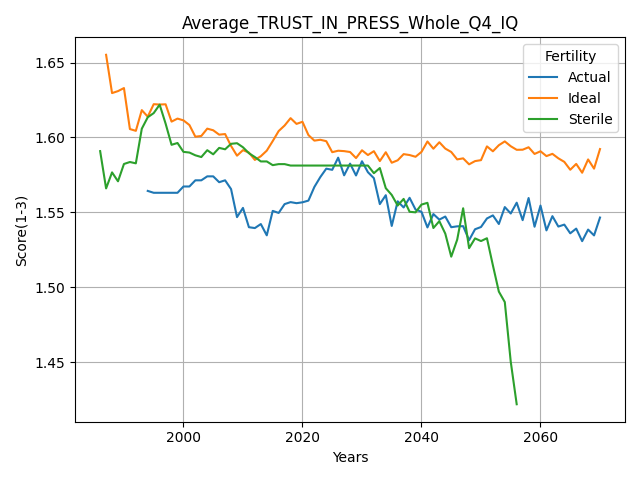 Average_TRUST_IN_PRESS_Whole_Q4_IQ
Fertility
Actual
Ideal
Sterile
Score(1-3)
1.65
1.60
1.55
1.50
1.45
2000
2020
2040
2060
Years